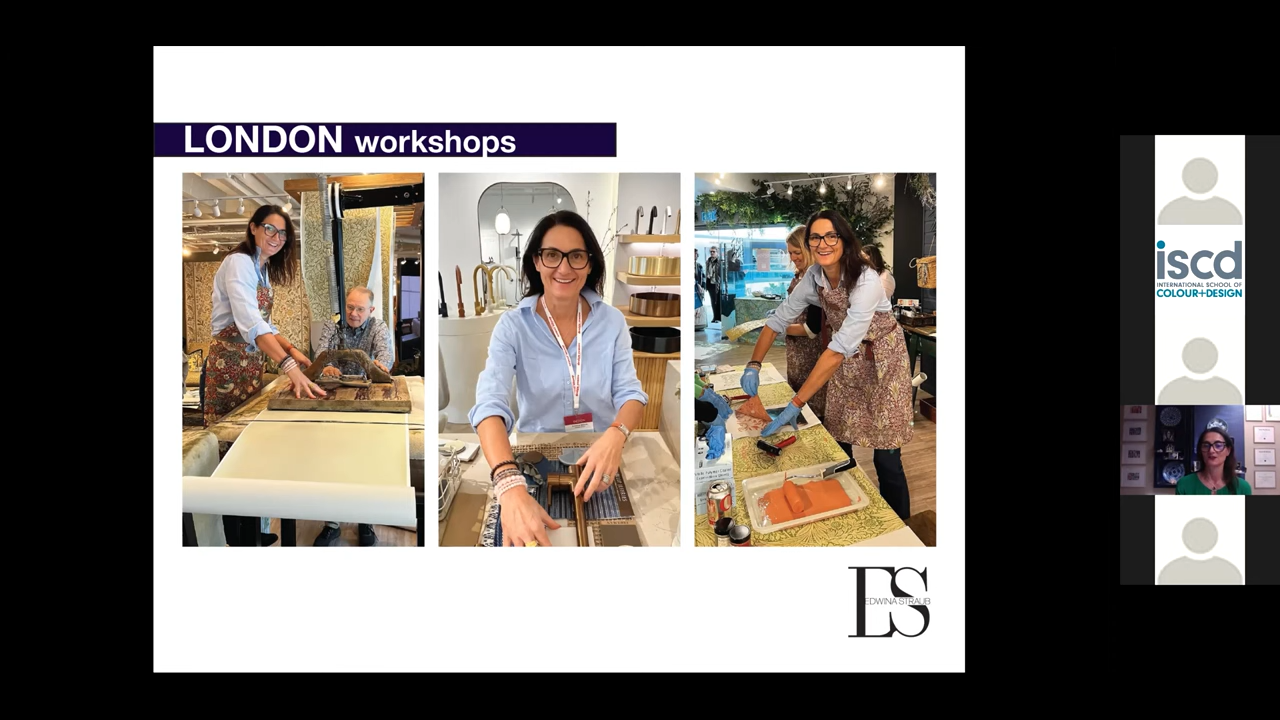 LONDON workshops
iscd
INTERNATIONAL SCHOOL OF
COLOUR+DESIGN
ES
EDWINA STRAUB